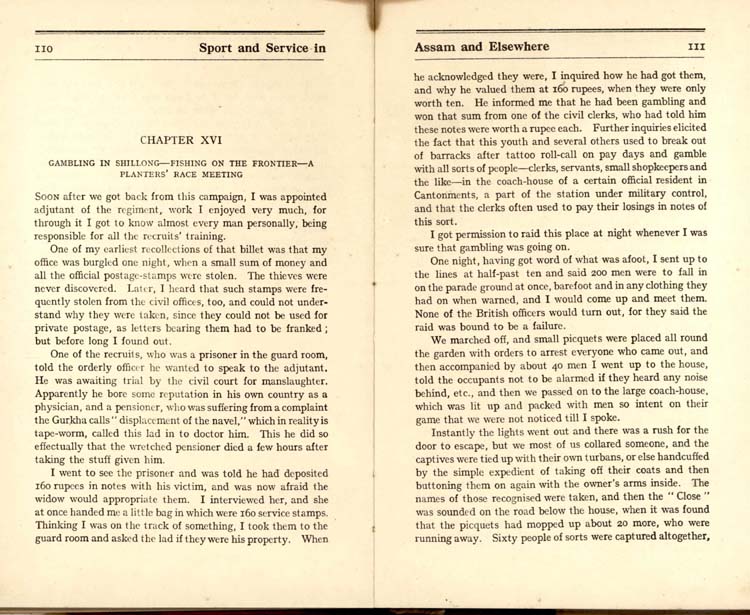 110 Sport and Service in
CHAPTER XVI
GAMBLING IN SHILLONG—FISHING ON THE FRONTIER—A
PLANTERS' RACE MEETING
SOON after we got back from this campaign, I was appointed
adjutant of the regiment, work I enjoyed very much, for
through it I got to know almost every man personally, being
responsible for all the recruits' training.
One of my earliest recollections of that billet was that my
office was burgled one night, when a small sum of money and
all the official postage-stamps were stolen. The thieves were
never discovered. Later, I heard that such stamps were fre-
quently stolen from the civil offices, too, and could not under-
stand why they were taken, since they could not be used for
private postage, as letters bearing them had to be franked ;
but before long I found out.
One of the recruits, who was a prisoner in the guard room,
told the orderly officer he wanted to speak to the adjutant.
He was awaiting trial by the civil court for manslaughter.
Apparently he bore some reputation in his own country as a
physician, and a pensioner, who was suffering from a complaint
the Gurkha calls " displacement of the navel," which in reality is
tape-worm, called this lad in to doctor him. This he did so
effectually that the wretched pensioner died a few hours after
taking the stuff given him.
I went to see the prisoner and was told he had deposited
160 rupees in notes with his victim, and was now afraid the
widow would appropriate them. I interviewed her, and she
at once handed me a little bag in which were 160 service stamps.
Thinking I was on the track of something, I took them to the
guard room and asked the lad if they were his property. When
Assam and Elsewhere 111
he acknowledged they were, I inquired how he had got them,
and why he valued them at 160 rupees, when they were only
worth ten. He informed me that he had been gambling and
won that sum from one of the civil clerks, who had told him
these notes were worth a rupee each. Further inquiries elicited
the fact that this youth and several others used to break out
of barracks after tattoo roll-call on pay days and gamble
with all sorts of people—clerks, servants, small shopkeepers and
the like—in the coach-house of a certain official resident in
Cantonments, a part of the station under military control,
and that the clerks often used to pay their losings in notes of
this sort.
I got permission to raid this place at night whenever I was
sure that gambling was going on.
One night, having got word of what was afoot, I sent up to
the lines at half-past ten and said 200 men were to fall in
on the parade ground at once, barefoot and in any clothing they
had on when warned, and I would come up and meet them.
None of the British officers would turn out, for they said the
raid was bound to be a failure.
We marched off, and small picquets were placed all round
the garden with orders to arrest everyone who came out, and
then accompanied by about 40 men I went up to the house,
told the occupants not to be alarmed if they heard any noise
behind, etc., and then we passed on to the large coach-house,
which was lit up and packed with men so intent on their
game that we were not noticed till I spoke.
Instantly the lights went out and there was a rush for the
door to escape, but we most of us collared someone, and the
captives were tied up with their own turbans, or else handcuffed
by the simple expedient of taking off their coats and then
buttoning them on again with the owner's arms inside. The
names of those recognised were taken, and then the " Close "
was sounded on the road below the house, when it was found
that the picquets had mopped up about 20 more, who were
running away. Sixty people of sorts were captured altogether,